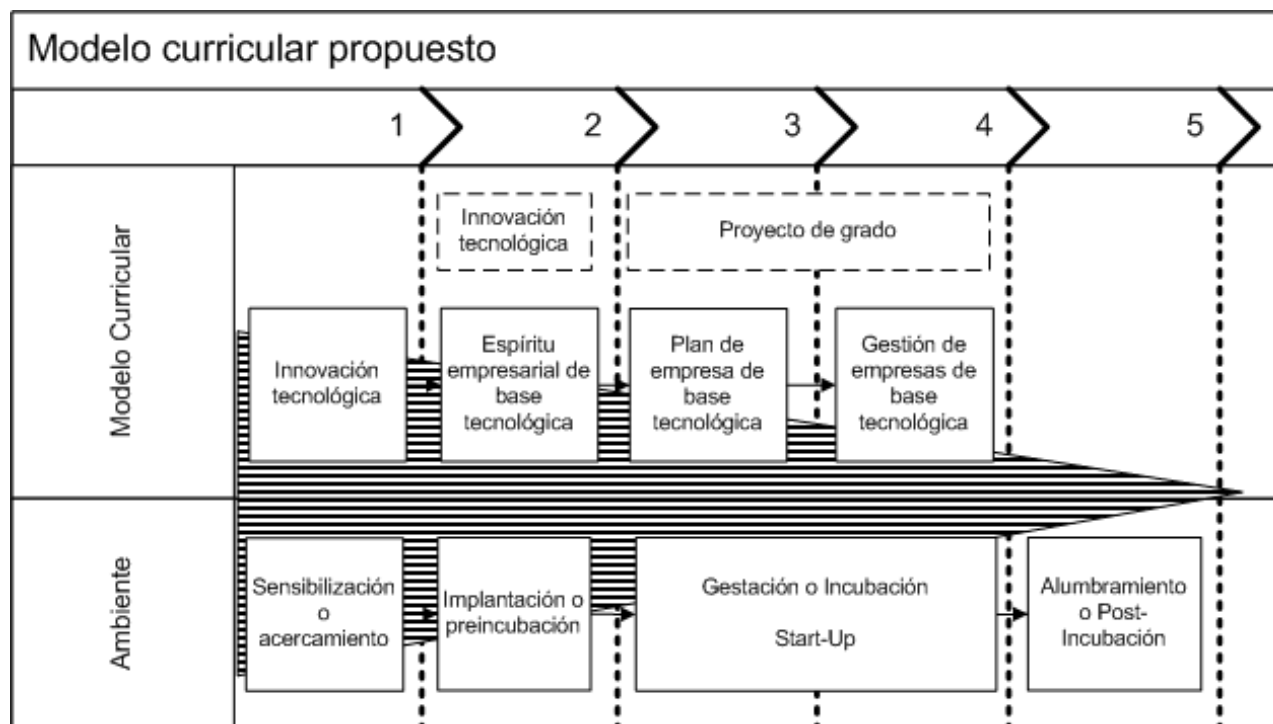 Modelo curricular propuesto
1
2
3
4
5
Modelo Curricular
Innovación
tecnológica
Proyecto de grado
Innovación
tecnológica
Espíritu
empresarial de
base
tecnológica
Plan de
empresa de
base
tecnológica
Gestión de
empresas de
base
tecnológica
Ambiente
Sensibilización
o
acercamiento
Implantación o
preincubación
Gestación o Incubación
Start-Up
Alumbramiento
o Post-
Incubación